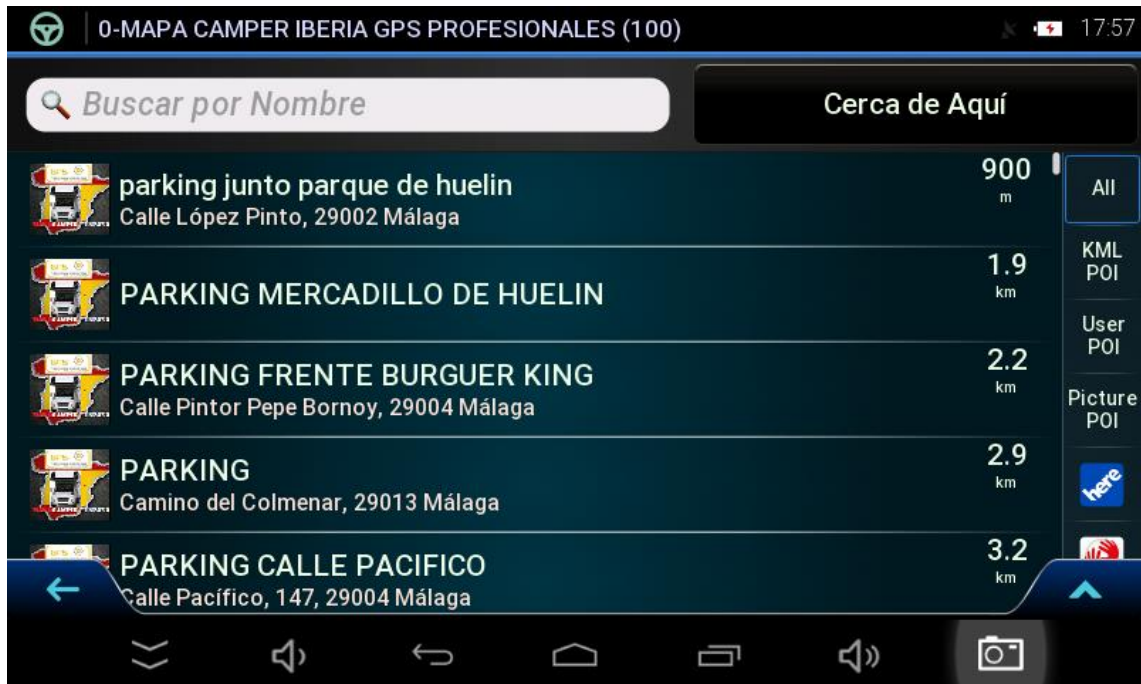 0-MAPA CAMPER IBERIA GPS PROFESIONALES (100)
17:57
Buscar por Nombre
Cerca de Aquí
parking junto parque de huelin
Calle López Pinto, 29002 Málaga
900
m
PARKING MERCADILLO DE HUELIN
1.9
km
PARKING FRENTE BURGUER KING
Calle Pintor Pepe Bornoy, 29004 Málaga
2.2
km
PARKING
Camino del Colmenar, 29013 Málaga
2.9
km
PARKING CALLE PACIFICO
Calle Pacífico, 147, 29004 Málaga
3.2
km
All
KML
POI
User
POI
Picture
POI
here